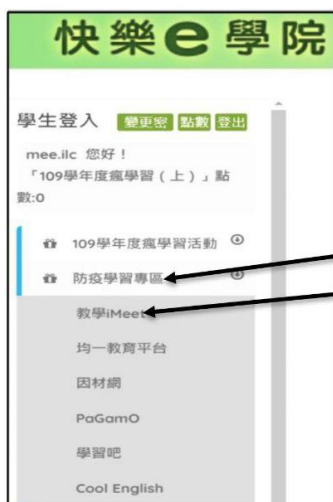 快樂e學院
學生登入 變更密 點數 登出
mee.ilc 您好！
「109學年度瘋學習（上）」點
數:0
109學年度瘋學習活動
防疫學習專區
教學iMeet
均一教育平台
因材網
PaGamO
學習吧
Cool English